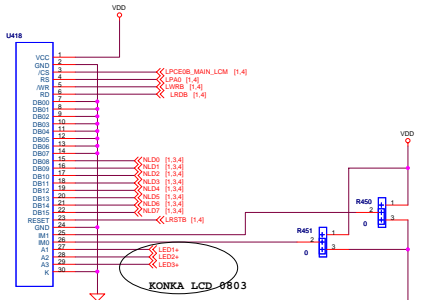 VDD
U418
VCC 1
GND 2
/CS 3 LPCE0B_MAIN_LCM [1,4]
RS 4 LPA0 [1,4]
/WR 5 LWRB [1,4]
RD 6 LRDB [1,4]
DB00 7
DB01 8
DB02 9
DB03 10
DB04 11
DB05 12
DB06 13
DB07 14
DB08 15 NLD0 [1,3,4]
DB09 16 NLD1 [1,3,4]
DB10 17 NLD2 [1,3,4]
DB11 18 NLD3 [1,3,4]
DB12 19 NLD4 [1,3,4]
DB13 20 NLD5 [1,3,4]
DB14 21 NLD6 [1,3,4]
DB15 22 NLD7 [1,3,4]
RESET 23 LRSTB [1,4]
GND 24
IM1 25
IM0 26
A1 27 LED1+
A2 28 LED2+
A3 29 LED3+
K 30
KONKA LCD 0803
VDD
R450
1
2
3
0
R451
1
2
3
0